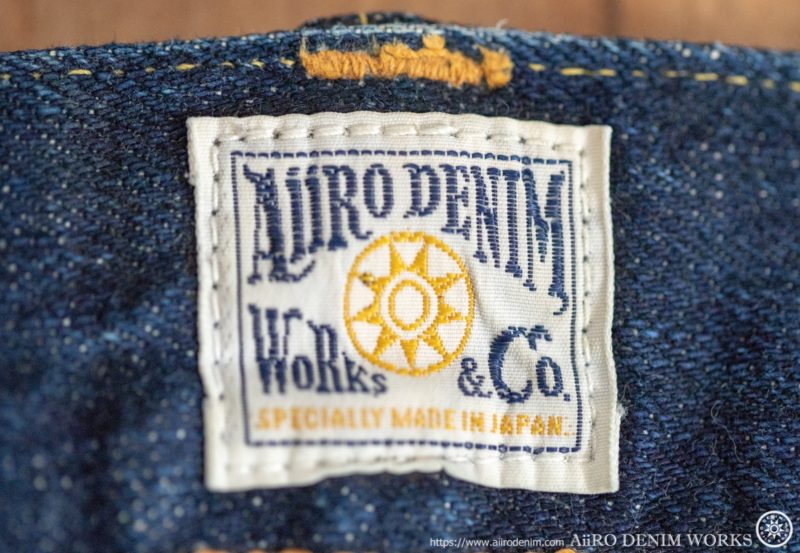 AiiRO DENIM
WoRks & Co.
SPECIALLY MADE IN JAPAN.
https://www.aiirodenim.com AiiRO DENIM WORKS